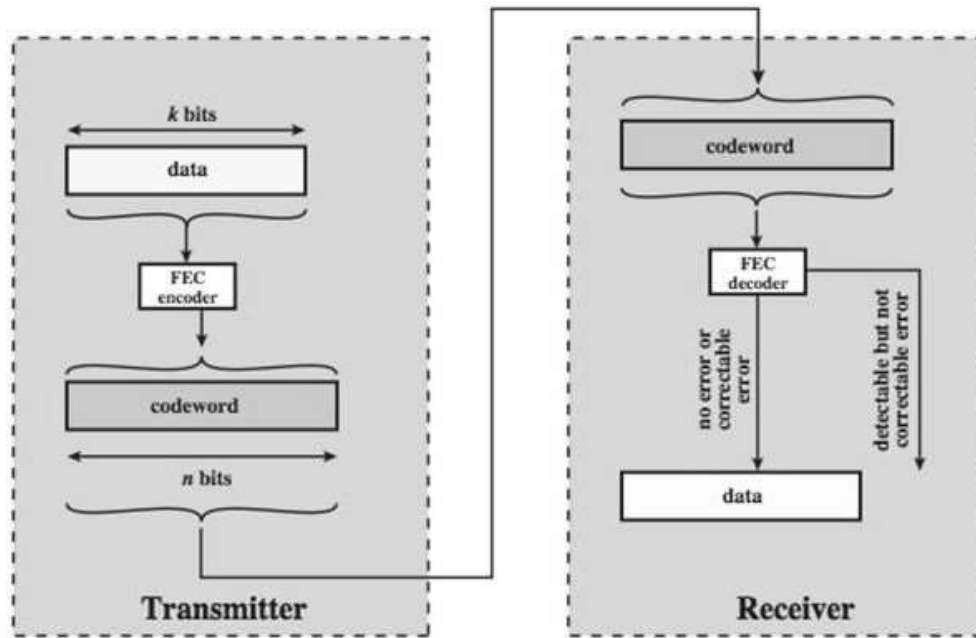 k bits
data
FEC
encoder
codeword
n bits
Transmitter
codeword
FEC
decoder
no error or
correctable
error
detectable but not
correctable error
data
Receiver